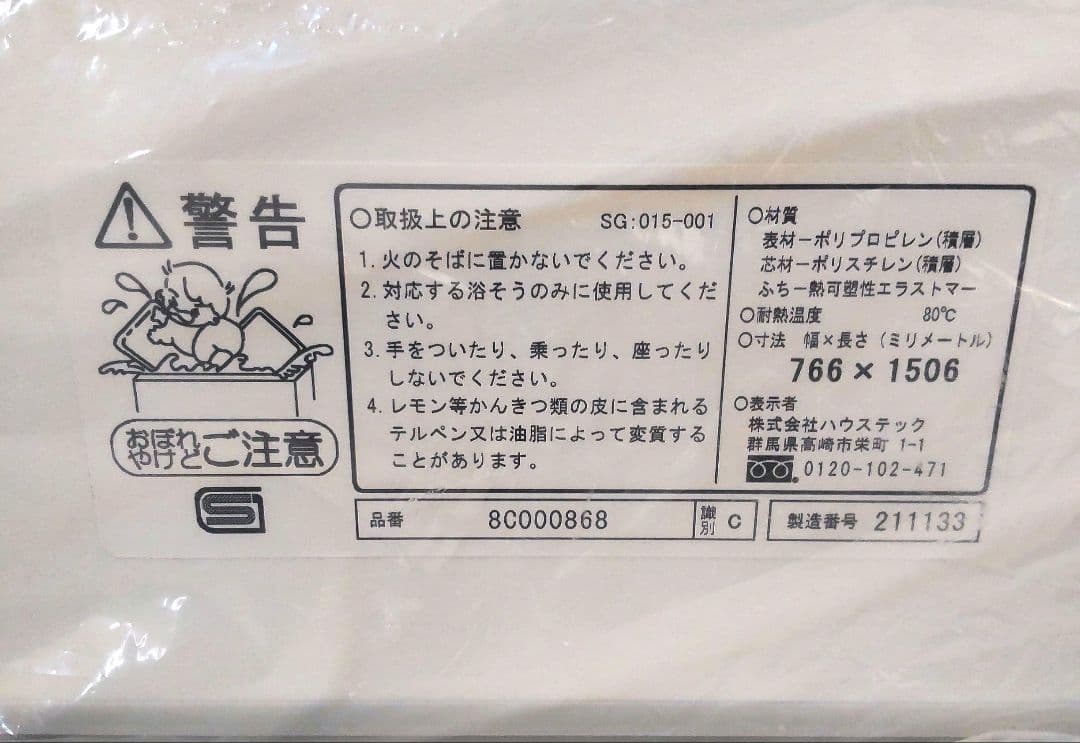 警告
おぼれ
やけど ご注意
○取扱上の注意 SG:015-001
1. 火のそばに置かないでください。
2. 対応する浴そうのみに使用してくだ
さい。
3. 手をついたり、乗ったり、座ったり
しないでください。
4. レモン等かんきつ類の皮に含まれる
テルペン又は油脂によって変質する
ことがあります。
○材質
表材ーポリプロピレン(積層)
芯材ーポリスチレン(積層)
ふちー熱可塑性エラストマー
○耐熱温度 80℃
○寸法 幅×長さ (ミリメートル)
766 × 1506
○表示者
株式会社ハウステック
群馬県高崎市栄町 1-1
0120-102-471
品番 8C000868 識別 C
製造番号 211133